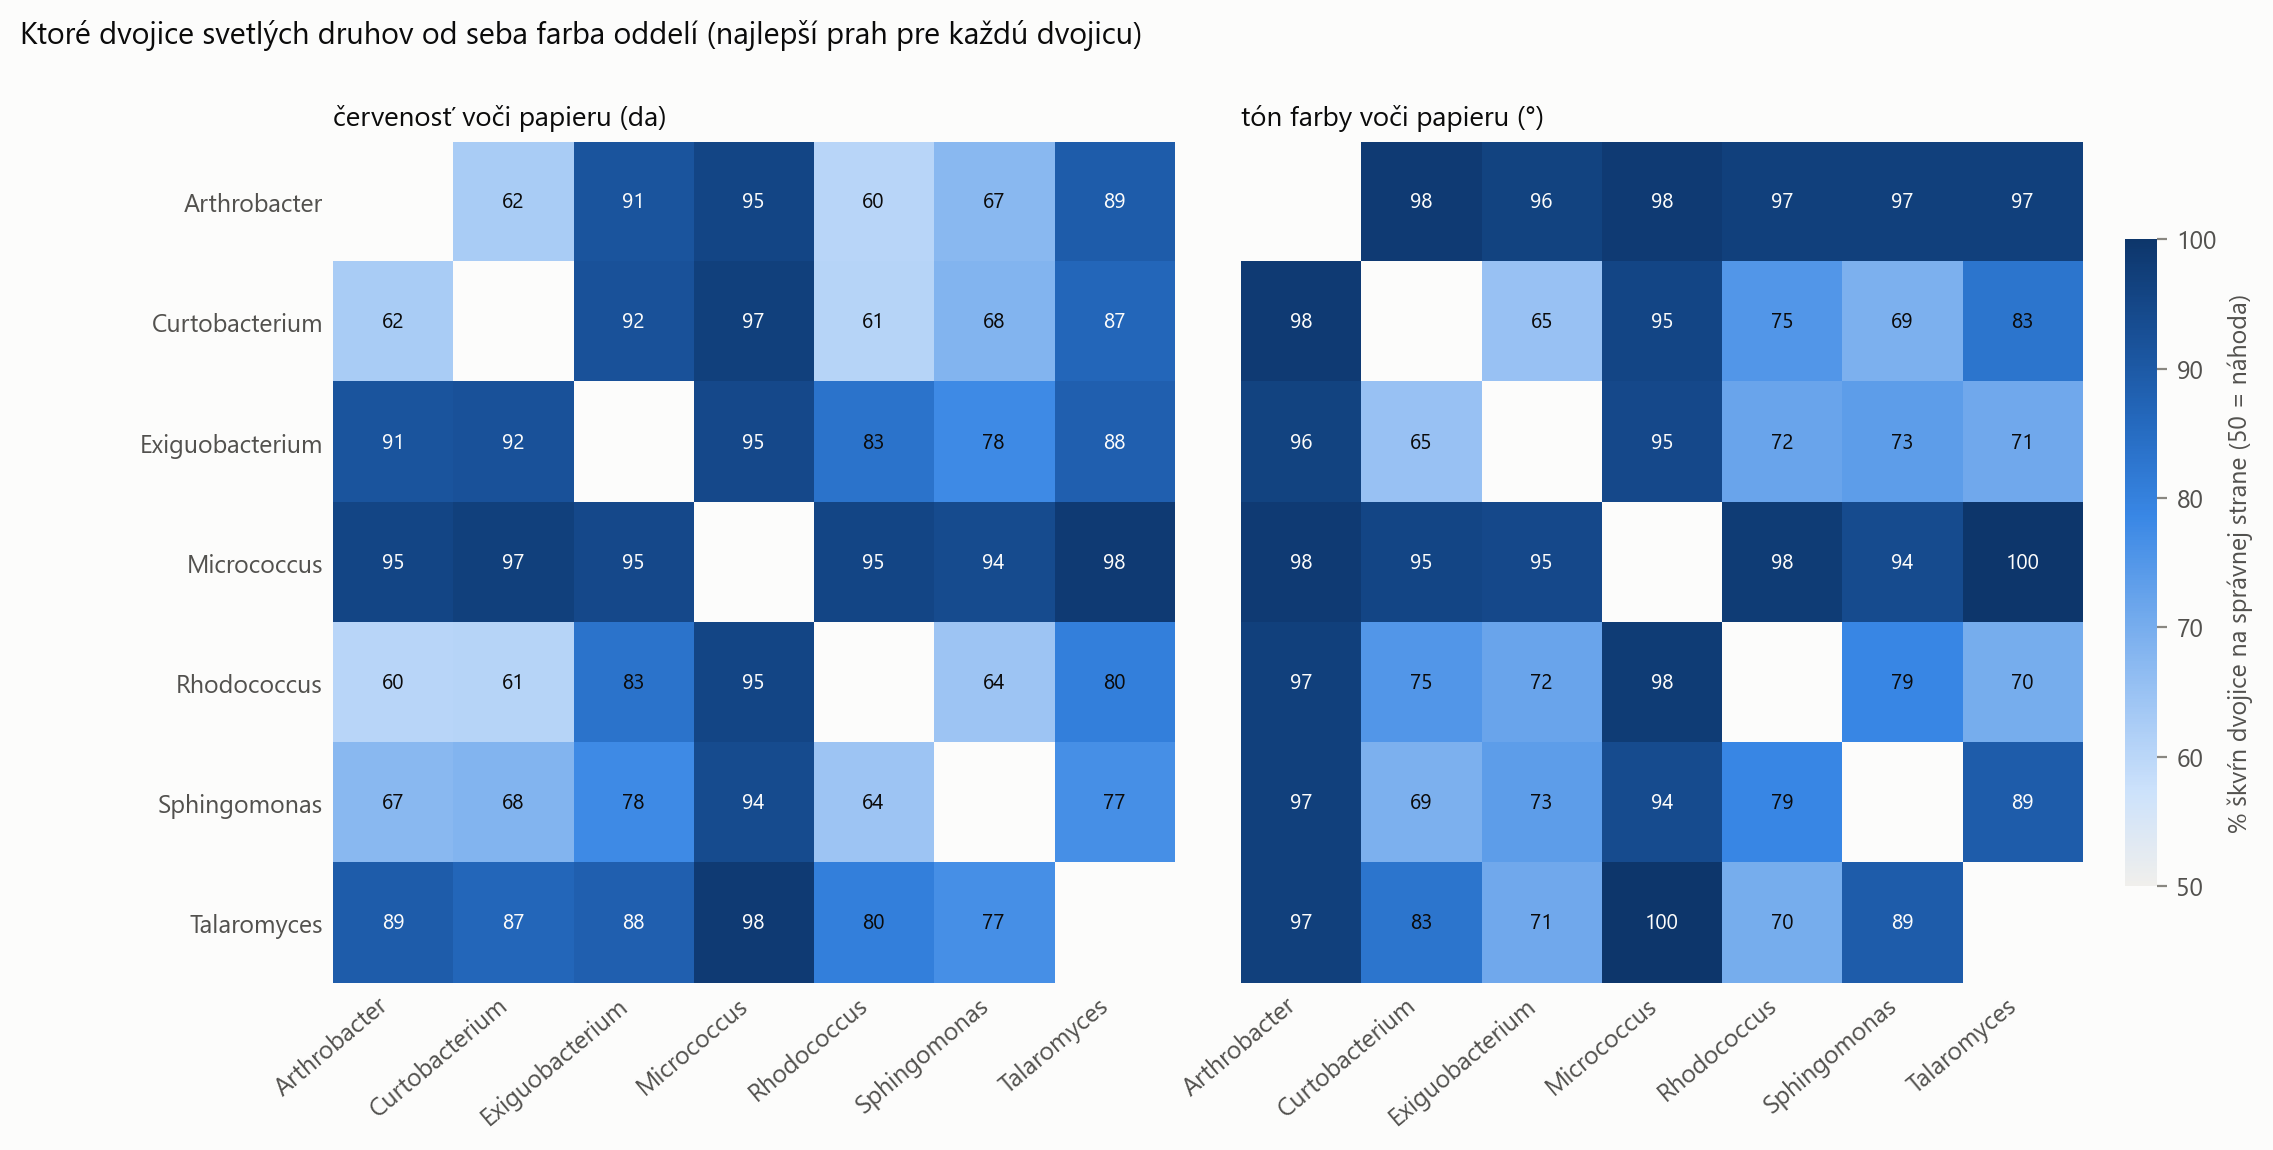 Ktoré dvojice svetlých druhov od seba farba oddelí (najlepší prah pre každú dvojicu)
červenosť voči papieru (da)
Arthrobacter 62 91 95 60 67 89
Curtobacterium 62 92 97 61 68 87
Exiguobacterium 91 92 95 83 78 88
Micrococcus 95 97 95 95 94 98
Rhodococcus 60 61 83 95 64 80
Sphingomonas 67 68 78 94 64 77
Talaromyces 89 87 88 98 80 77
Arthrobacter Curtobacterium Exiguobacterium Micrococcus Rhodococcus Sphingomonas Talaromyces
tón farby voči papieru (°)
98 96 98 97 97 97
98 65 95 75 69 83
96 65 95 72 73 71
98 95 95 98 94 100
97 75 72 98 79 70
97 69 73 94 79 89
97 83 71 100 70 89
Arthrobacter Curtobacterium Exiguobacterium Micrococcus Rhodococcus Sphingomonas Talaromyces
100
90
80
70
60
50
% škvŕn dvojice na správnej strane (50 = náhoda)